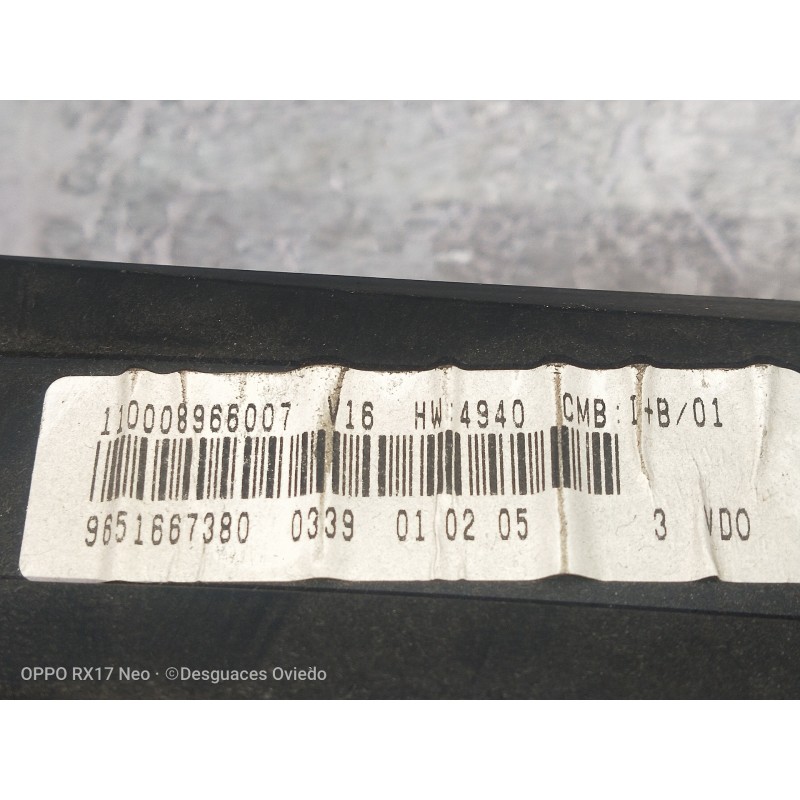 110008966007 V16 HW:4940 CMB:I+B/01
9651667380 0339 01 02 05 3 VDO
OPPO RX17 Neo · ©Desguaces Oviedo